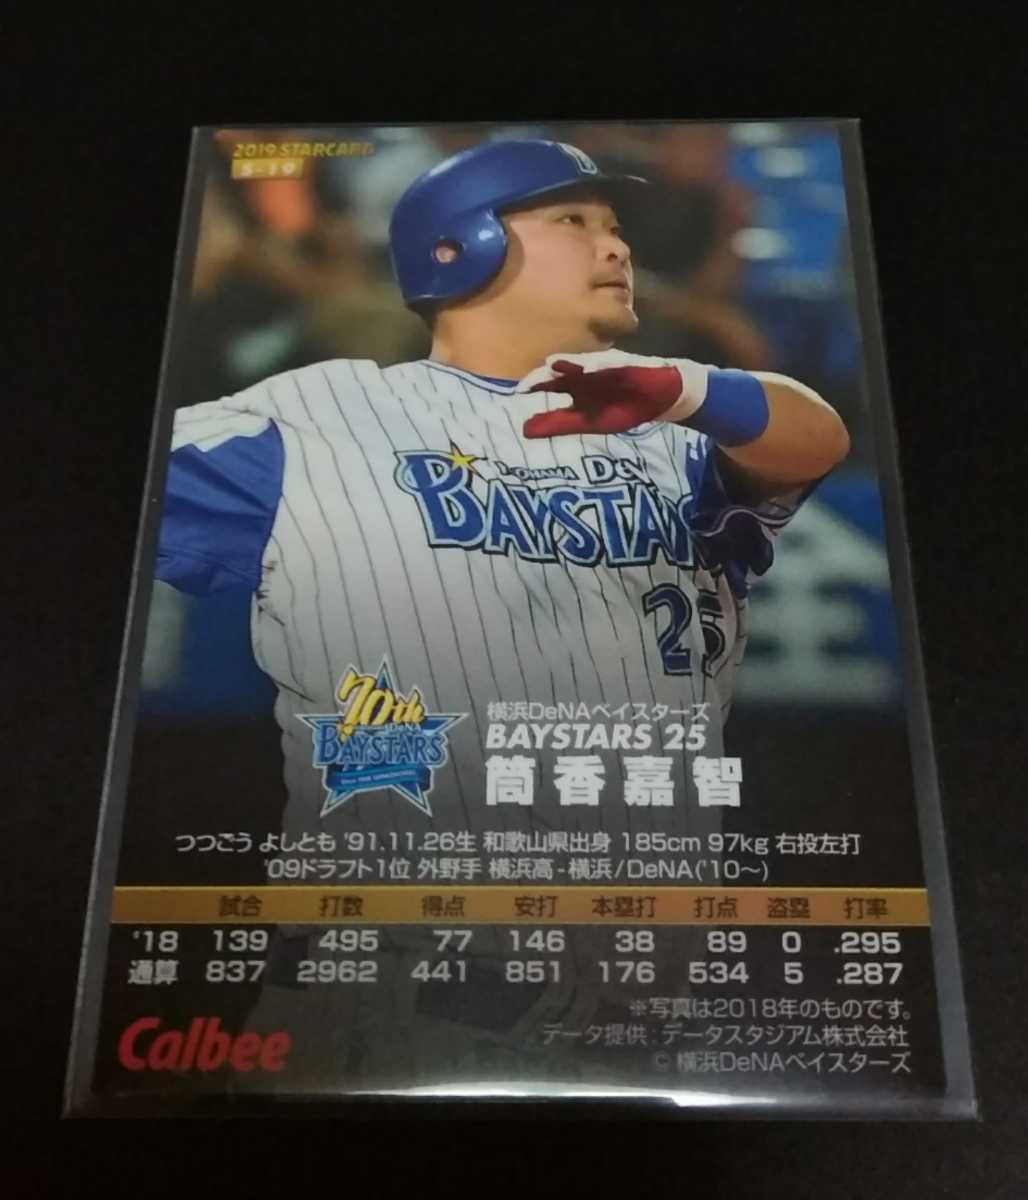 2019 STARCARD
S-19
YOKOHAMA DeN
BAYSTAR
25
70th
DeNA
BAYSTARS
横浜DeNAベイスターズ
BAYSTARS 25
筒香嘉智
つつごう よしとも '91.11.26生 和歌山県出身 185cm 97kg 右投左打
'09ドラフト1位 外野手 横浜高-横浜/DeNA('10〜)
試合 打数 得点 安打 本塁打 打点 盗塁 打率
'18 139 495 77 146 38 89 0 .295
通算 837 2962 441 851 176 534 5 .287
※写真は2018年のものです。
データ提供:データスタジアム株式会社
© 横浜DeNAベイスターズ
Calbee